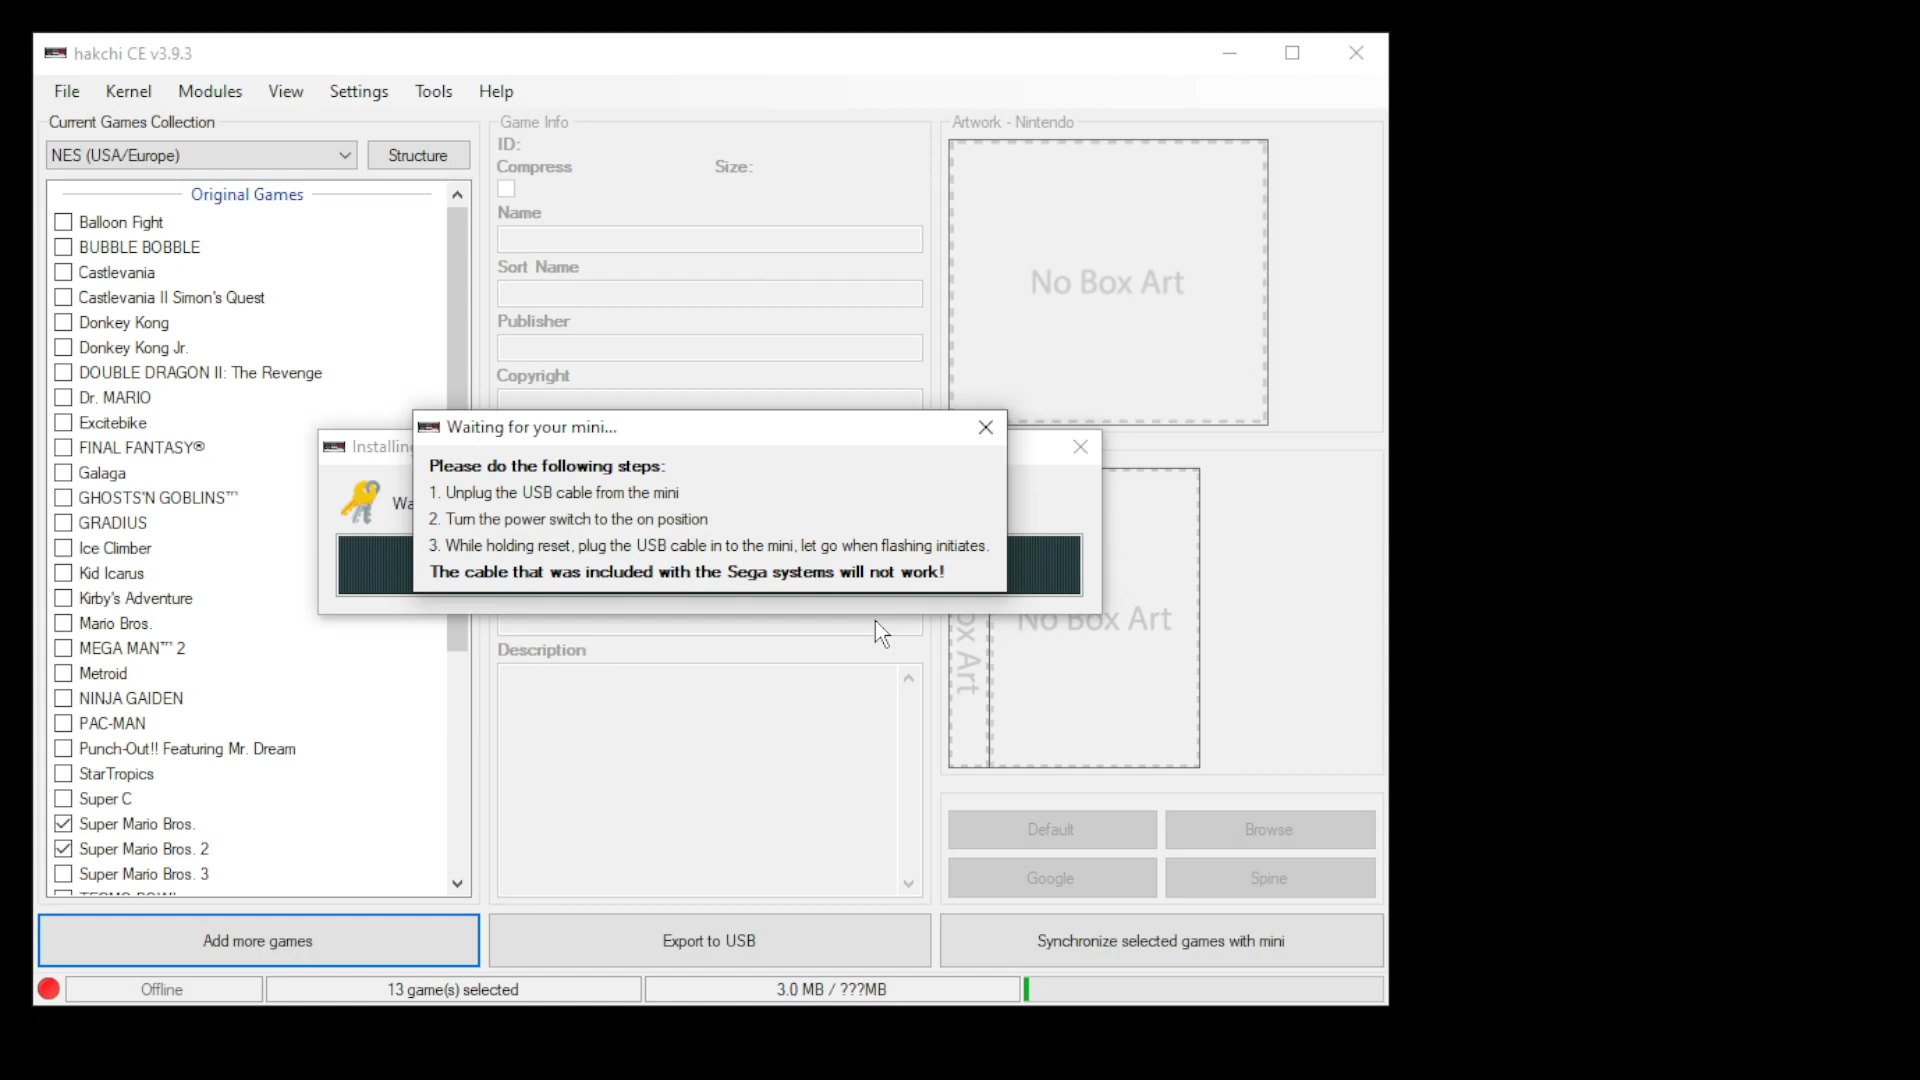 hakchi CE v3.9.3
File Kernel Modules View Settings Tools Help
Current Games Collection
NES (USA/Europe)
Structure
Original Games
Balloon Fight
BUBBLE BOBBLE
Castlevania
Castlevania II Simon's Quest
Donkey Kong
Donkey Kong Jr.
DOUBLE DRAGON II: The Revenge
Dr. MARIO
Excitebike
FINAL FANTASY®
Galaga
GHOSTS'N GOBLINS™
GRADIUS
Ice Climber
Kid Icarus
Kirby's Adventure
Mario Bros.
MEGA MAN™ 2
Metroid
NINJA GAIDEN
PAC-MAN
Punch-Out!! Featuring Mr. Dream
StarTropics
Super C
Super Mario Bros.
Super Mario Bros. 2
Super Mario Bros. 3
Game Info
ID:
Compress
Size:
Name
Sort Name
Publisher
Copyright
Installing
Waiting for your mini...
Please do the following steps:
1. Unplug the USB cable from the mini
2. Turn the power switch to the on position
3. While holding reset, plug the USB cable in to the mini, let go when flashing initiates.
The cable that was included with the Sega systems will not work!
Description
Artwork - Nintendo
No Box Art
No Box Art
ox Art
Default
Browse
Google
Spine
Add more games
Export to USB
Synchronize selected games with mini
Offline
13 game(s) selected
3.0 MB / ???MB